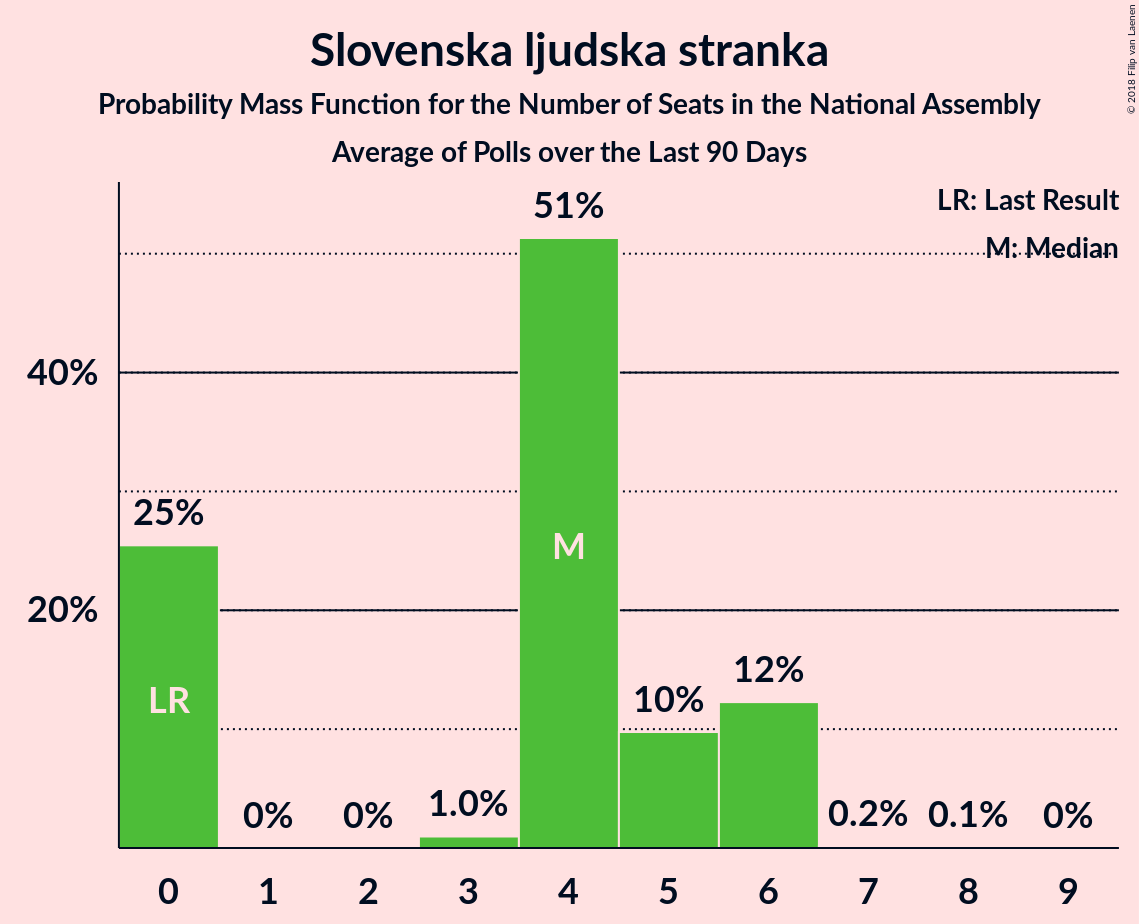 Slovenska ljudska stranka
Probability Mass Function for the Number of Seats in the National Assembly
Average of Polls over the Last 90 Days
© 2018 Filip van Laenen
LR: Last Result
M: Median
51%
40%
25%
M
20%
LR
12%
10%
1.0%
0%
0%
0.2%
0.1%
0%
0 1 2 3 4 5 6 7 8 9